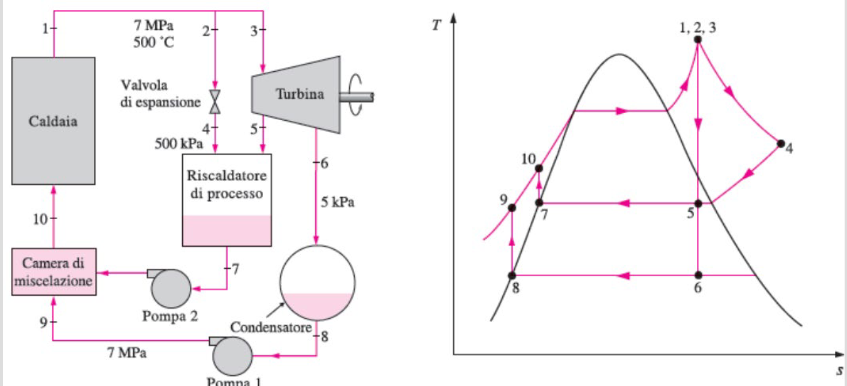 1
7 MPa
500 °C
2
3
Valvola
di espansione
Turbina
Caldaia
4
500 kPa
5
6
Riscaldatore
di processo
5 kPa
10
7
Camera di
miscelazione
Pompa 2
Condensatore
9
8
7 MPa
Pompa 1
T
1, 2, 3
4
10
9
7
5
8
6
s